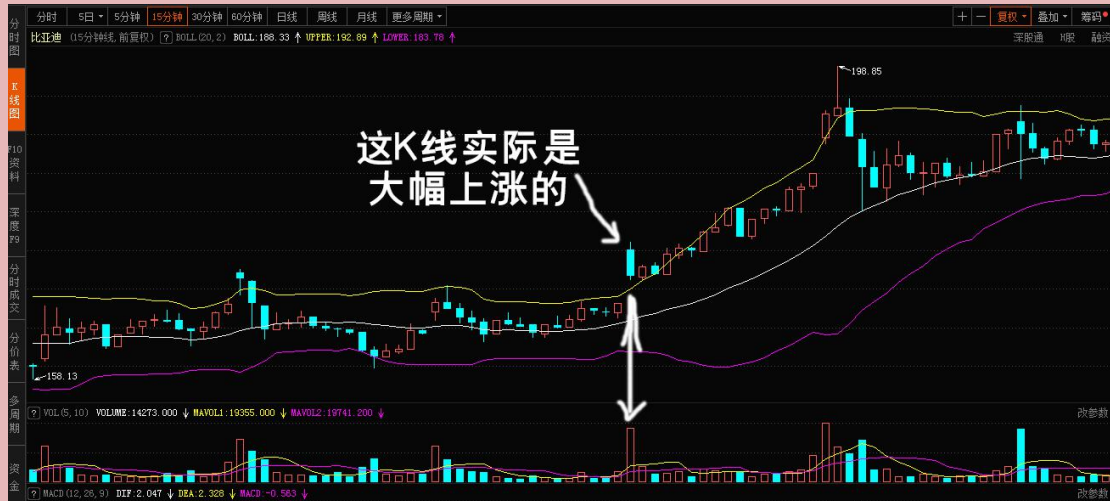 分时 5日 5分钟 15分钟 30分钟 60分钟 日线 周线 月线 更多周期 复权 叠加 筹码
比亚迪 (15分钟线, 前复权) ? BOLL(20, 2) BOLL:188.33 ↑ UPPER:192.89 ↑ LOWER:183.78 ↑ 深股通 H股 融资
分时图
K线图
F10资料
深度F9
分时成交
分价表
多周期
资金
198.85
这K线实际是
大幅上涨的
158.13
? VOL(5, 10) VOLUME:14273.000 ↓ MAVOL1:19355.000 ↓ MAVOL2:19741.200 ↓ 改参数
? MACD(12, 26, 9) DIF:2.047 ↓ DEA:2.328 ↓ MACD:-0.563 ↓ 改参数